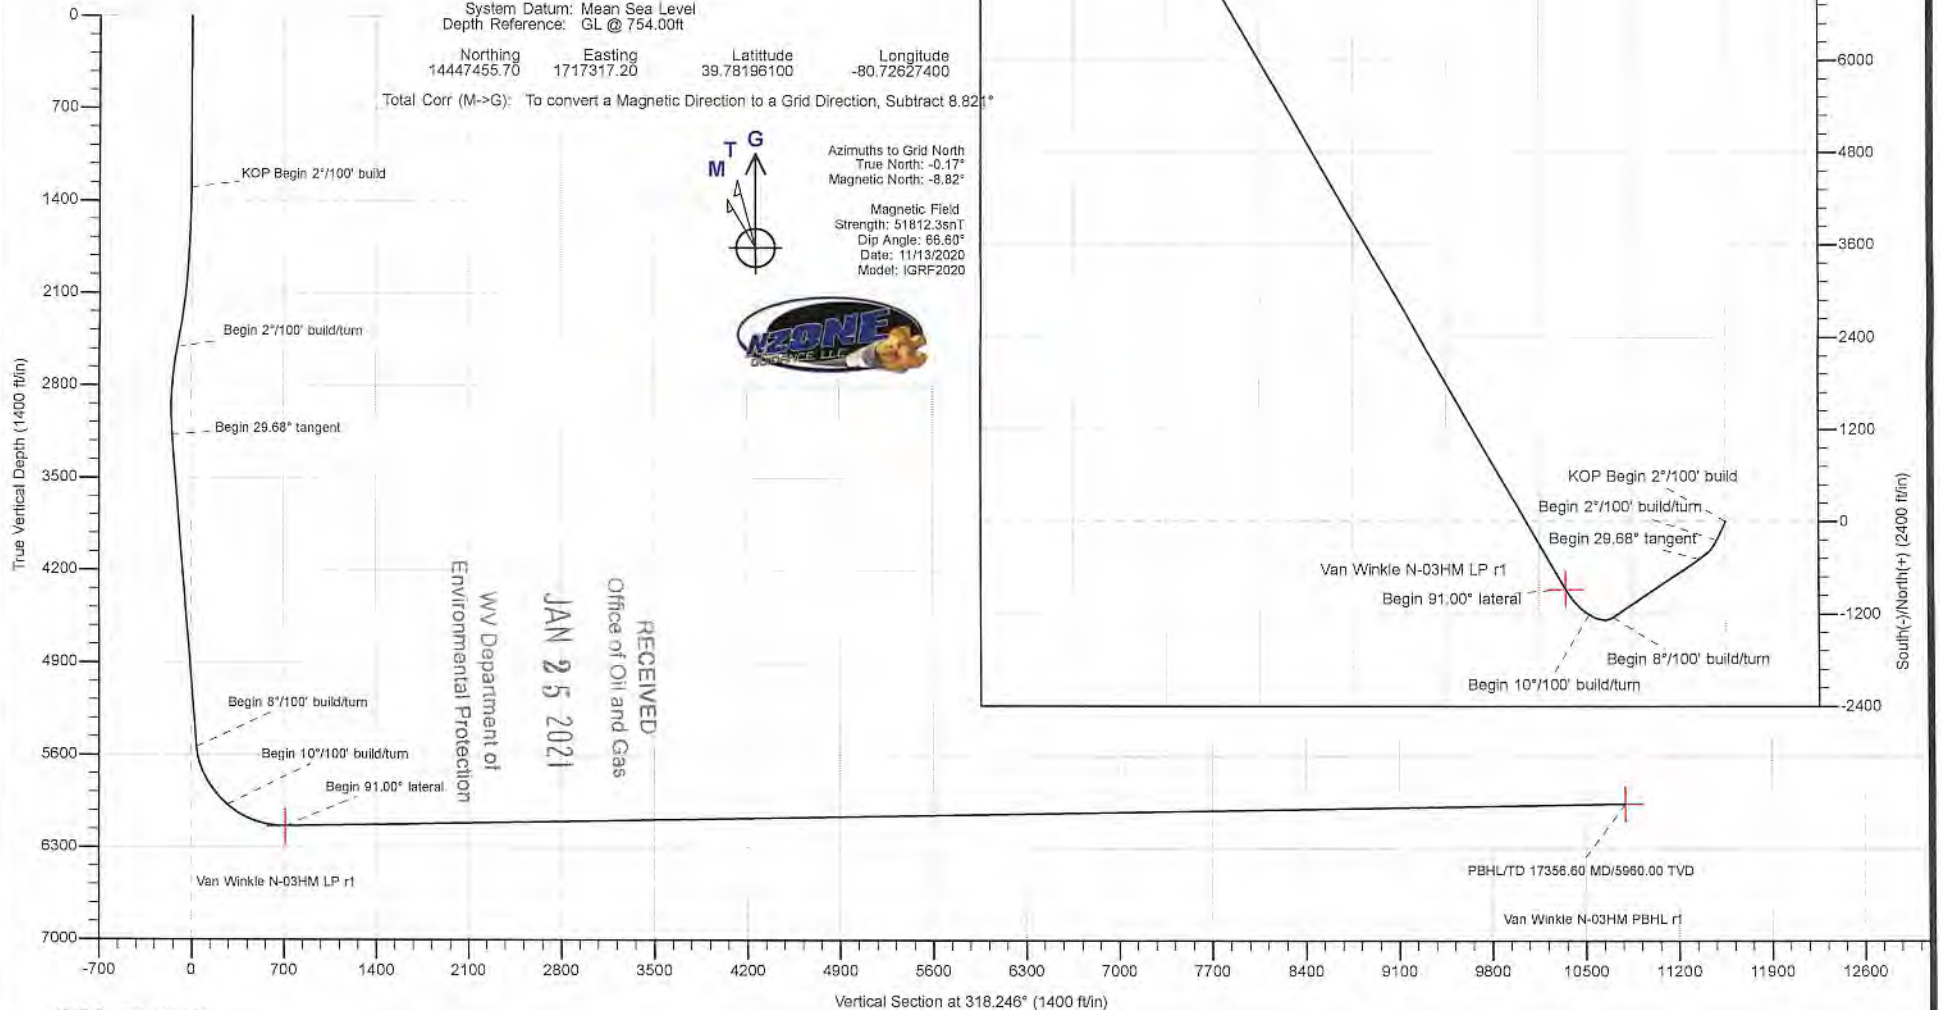 System Datum: Mean Sea Level
Depth Reference: GL @ 754.00ft
Northing Easting Latittude Longitude
14447455.70 1717317.20 39.78196100 -80.72627400
Total Corr (M->G): To convert a Magnetic Direction to a Grid Direction, Subtract 8.821°
M T G
Azimuths to Grid North
True North: -0.17°
Magnetic North: -8.82°
Magnetic Field
Strength: 51812.3snT
Dip Angle: 66.60°
Date: 11/13/2020
Model: IGRF2020
NZONE
GUIDANCE LLC
True Vertical Depth (1400 ft/in)
0
700
1400
2100
2800
3500
4200
4900
5600
6300
7000
KOP Begin 2°/100' build
Begin 2°/100' build/turn
Begin 29.68° tangent
Begin 8°/100' build/turn
Begin 10°/100' build/turn
Begin 91.00° lateral
Van Winkle N-03HM LP r1
RECEIVED
Office of Oil and Gas
JAN 25 2021
WV Department of
Environmental Protection
PBHL/TD 17356.60 MD/5960.00 TVD
Van Winkle N-03HM PBHL r1
-700 0 700 1400 2100 2800 3500 4200 4900 5600 6300 7000 7700 8400 9100 9800 10500 11200 11900 12600
Vertical Section at 318.246° (1400 ft/in)
KOP Begin 2°/100' build
Begin 2°/100' build/turn
Begin 29.68° tangent
Van Winkle N-03HM LP r1
Begin 91.00° lateral
Begin 8°/100' build/turn
Begin 10°/100' build/turn
6000
4800
3600
2400
1200
0
-1200
-2400
South(-)/North(+) (2400 ft/in)